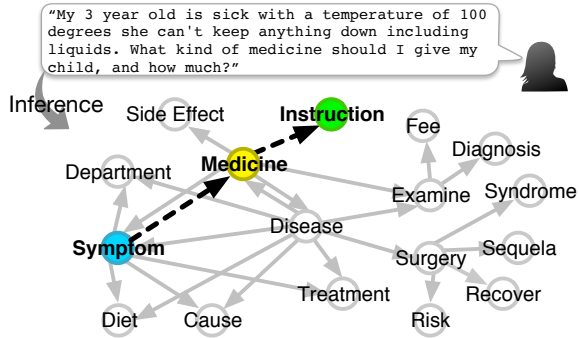 “My 3 year old is sick with a temperature of 100
degrees she can't keep anything down including
liquids. What kind of medicine should I give my
child, and how much?”
Inference
Side Effect
Instruction
Fee
Diagnosis
Department
Medicine
Examine
Syndrome
Disease
Symptom
Surgery
Sequela
Treatment
Recover
Diet
Cause
Risk